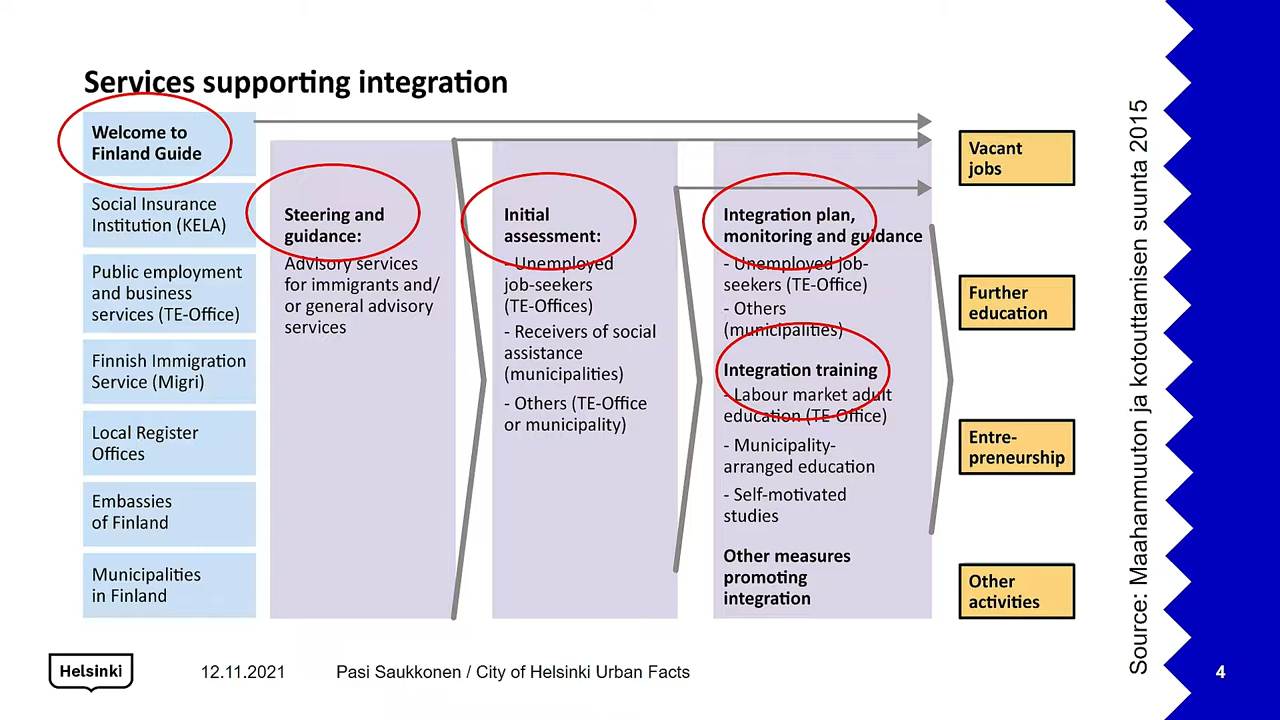 Services supporting integration
Welcome to
Finland Guide
Social Insurance
Institution (KELA)
Public employment
and business
services (TE-Office)
Finnish Immigration
Service (Migri)
Local Register
Offices
Embassies
of Finland
Municipalities
in Finland
Steering and
guidance:
Advisory services
for immigrants and/
or general advisory
services
Initial
assessment:
- Unemployed
job-seekers
(TE-Offices)
- Receivers of social
assistance
(municipalities)
- Others (TE-Office
or municipality)
Integration plan,
monitoring and guidance
- Unemployed job-
seekers (TE-Office)
- Others
(municipalities)
Integration training
- Labour market adult
education (TE-Office)
- Municipality-
arranged education
- Self-motivated
studies
Other measures
promoting
integration
Vacant
jobs
Further
education
Entre-
preneurship
Other
activities
Source: Maahanmuuton ja kotouttamisen suunta 2015
Helsinki
12.11.2021
Pasi Saukkonen / City of Helsinki Urban Facts
4